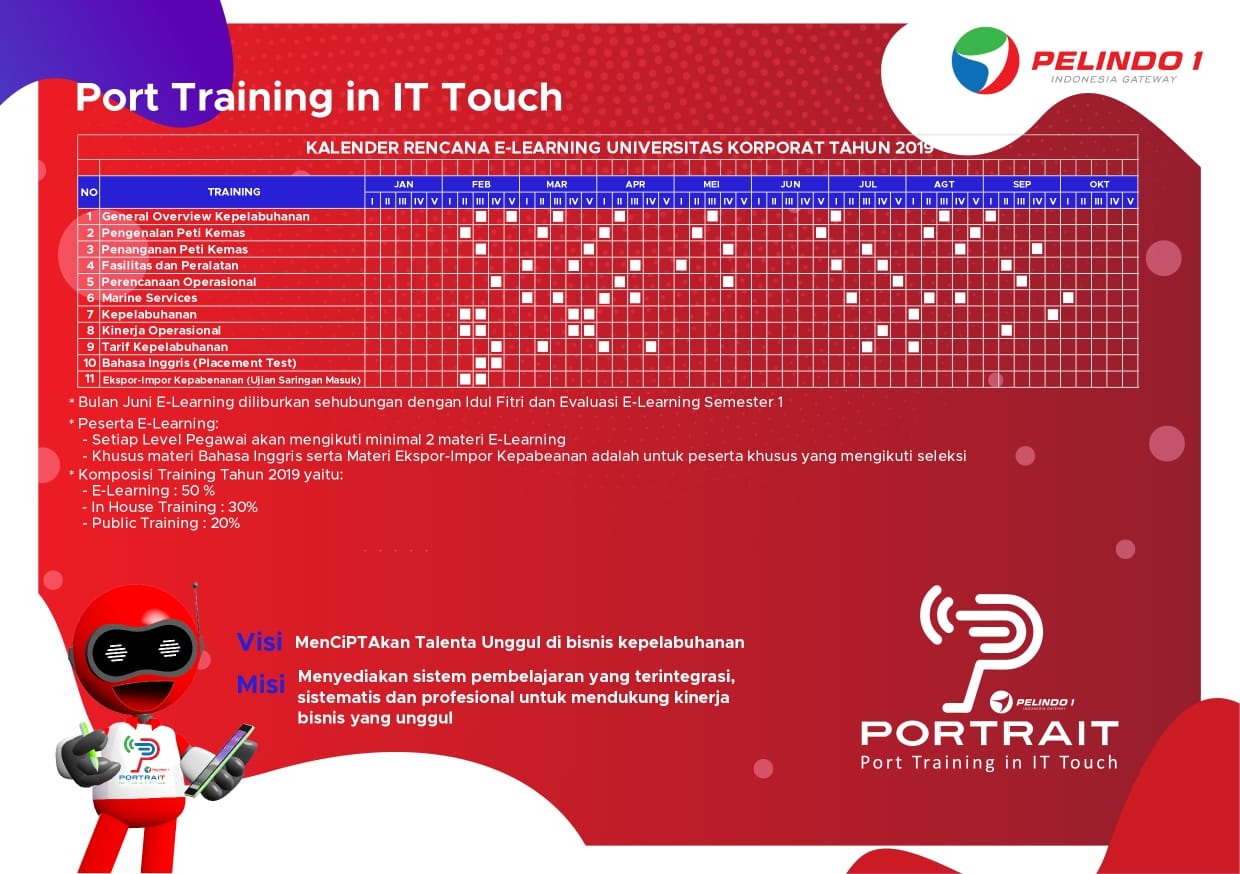 PELINDO 1
INDONESIA GATEWAY
Port Training in IT Touch
KALENDER RENCANA E-LEARNING UNIVERSITAS KORPORAT TAHUN 2019
NO TRAINING JAN FEB MAR APR MEI JUN JUL AGT SEP OKT
I II III IV V I II III IV V I II III IV V I II III IV V I II III IV V I II III IV V I II III IV V I II III IV V I II III IV V I II III IV V
1 General Overview Kepelabuhanan
2 Pengenalan Peti Kemas
3 Penanganan Peti Kemas
4 Fasilitas dan Peralatan
5 Perencanaan Operasional
6 Marine Services
7 Kepelabuhanan
8 Kinerja Operasional
9 Tarif Kepelabuhanan
10 Bahasa Inggris (Placement Test)
11 Ekspor-Impor Kepabenanan (Ujian Saringan Masuk)
* Bulan Juni E-Learning diliburkan sehubungan dengan Idul Fitri dan Evaluasi E-Learning Semester 1
* Peserta E-Learning:
- Setiap Level Pegawai akan mengikuti minimal 2 materi E-Learning
- Khusus materi Bahasa Inggris serta Materi Ekspor-Impor Kepabeanan adalah untuk peserta khusus yang mengikuti seleksi
* Komposisi Training Tahun 2019 yaitu:
- E-Learning : 50 %
- In House Training : 30%
- Public Training : 20%
Visi MenCiPTAkan Talenta Unggul di bisnis kepelabuhanan
Misi Menyediakan sistem pembelajaran yang terintegrasi,
sistematis dan profesional untuk mendukung kinerja
bisnis yang unggul
PORTRAIT
PELINDO 1
INDONESIA GATEWAY
PORTRAIT
Port Training in IT Touch